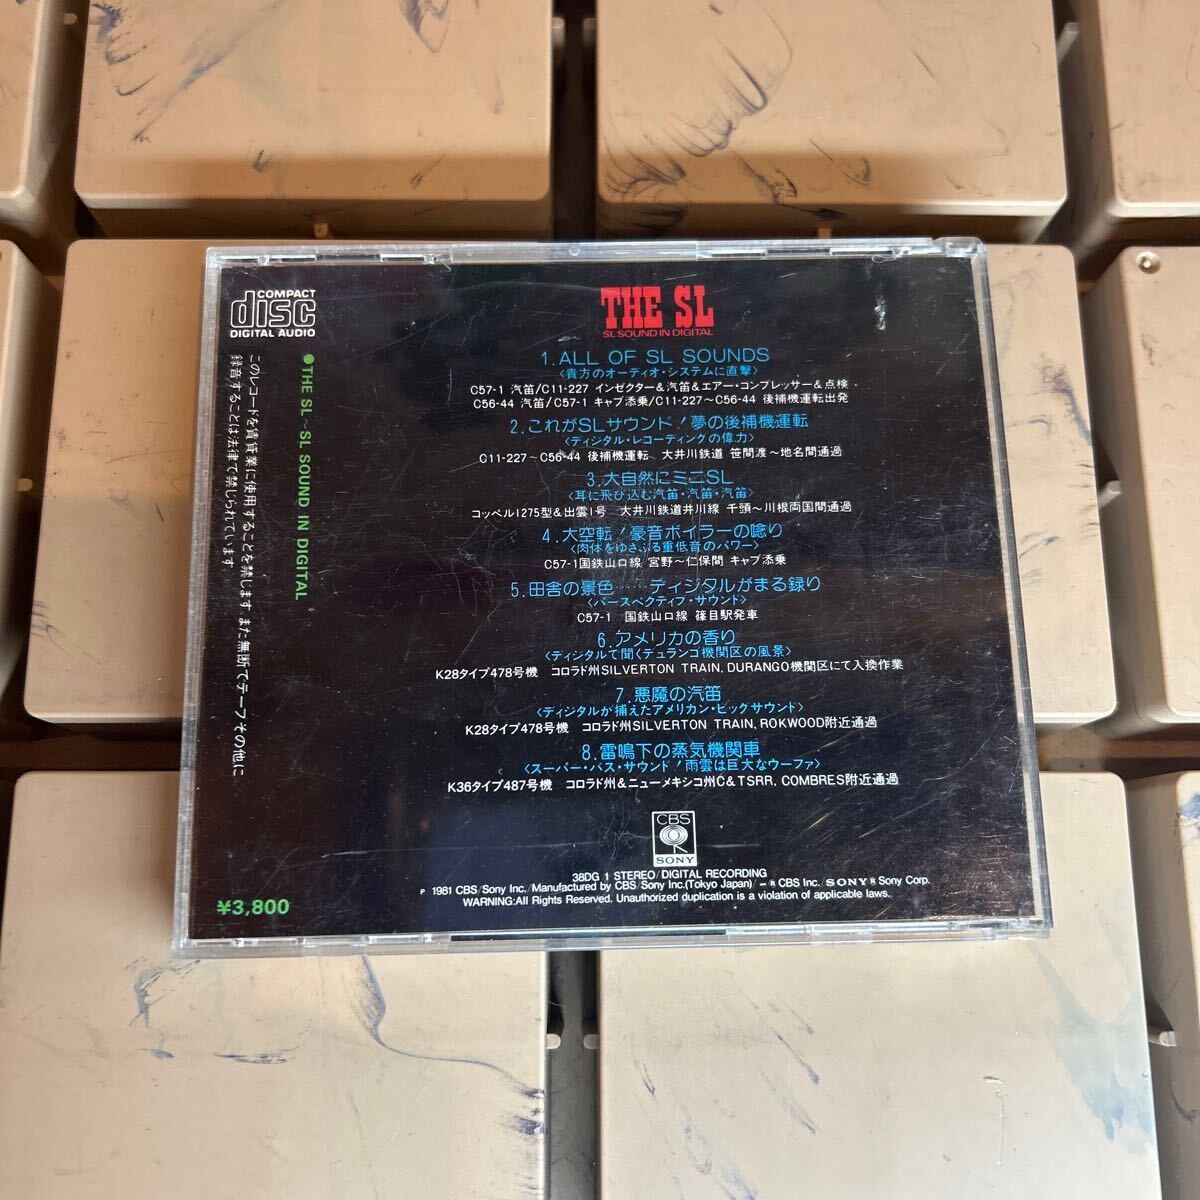 COMPACT
disc
DIGITAL AUDIO
THE SL
SL SOUND IN DIGITAL
1.ALL OF SL SOUNDS
〈貴方のオーディオ・システムに直撃〉
C57-1 汽笛/C11-227 インゼクター&汽笛&エアー・コンプレッサー&点検
C56-44 汽笛/C57-1 キャブ添乗/C11-227〜C56-44 後補機運転出発
2.これがSLサウンド!夢の後補機運転
〈ディジタル・レコーティングの偉力〉
C11-227〜C56-44 後補機運転 大井川鉄道 笹間渡〜地名間通過
3.大自然にミニSL
〈耳に飛び込む汽笛・汽笛・汽笛〉
コッペル1275型&出雲1号 大井川鉄道井川線 千頭〜川根両国間通過
4.大空転!豪音ボイラーの唸り
〈肉体をゆさぶる重低音のパワー〉
C57-1国鉄山口線 宮野〜仁保間 キャブ添乗
5.田舎の景色……ディジタルがまる録り
〈パースペクティブ・サウンド〉
C57-1 国鉄山口線 篠目駅発車
6.アメリカの香り
〈ディジタルで聞くデュランゴ機関区の風景〉
K28タイプ478号機 コロラド州SILVERTON TRAIN, DURANGO機関区にて入換作業
7.悪魔の汽笛
〈ディジタルが捕えたアメリカン・ビックサウンド〉
K28タイプ478号機 コロラド州SILVERTON TRAIN, ROKWOOD附近通過
8.雷鳴下の蒸気機関車
〈スーパー・バス・サウンド!雨雲は巨大なウーファ〉
K36タイプ487号機 コロラド州&ニューメキシコ州C&TSRR, COMBRES附近通過
CBS
SONY
38DG 1 STEREO/DIGITAL RECORDING
P 1981 CBS/Sony Inc./Manufactured by CBS/Sony Inc.(Tokyo Japan)/ ® CBS Inc./SONY® Sony Corp.
WARNING:All Rights Reserved. Unauthorized duplication is a violation of applicable laws.
●THE SL〜SL SOUND IN DIGITAL
このレコードを賃貸業に使用することを禁じます。また無断でテープその他に
録音することは法律で禁じられています。
¥3,800